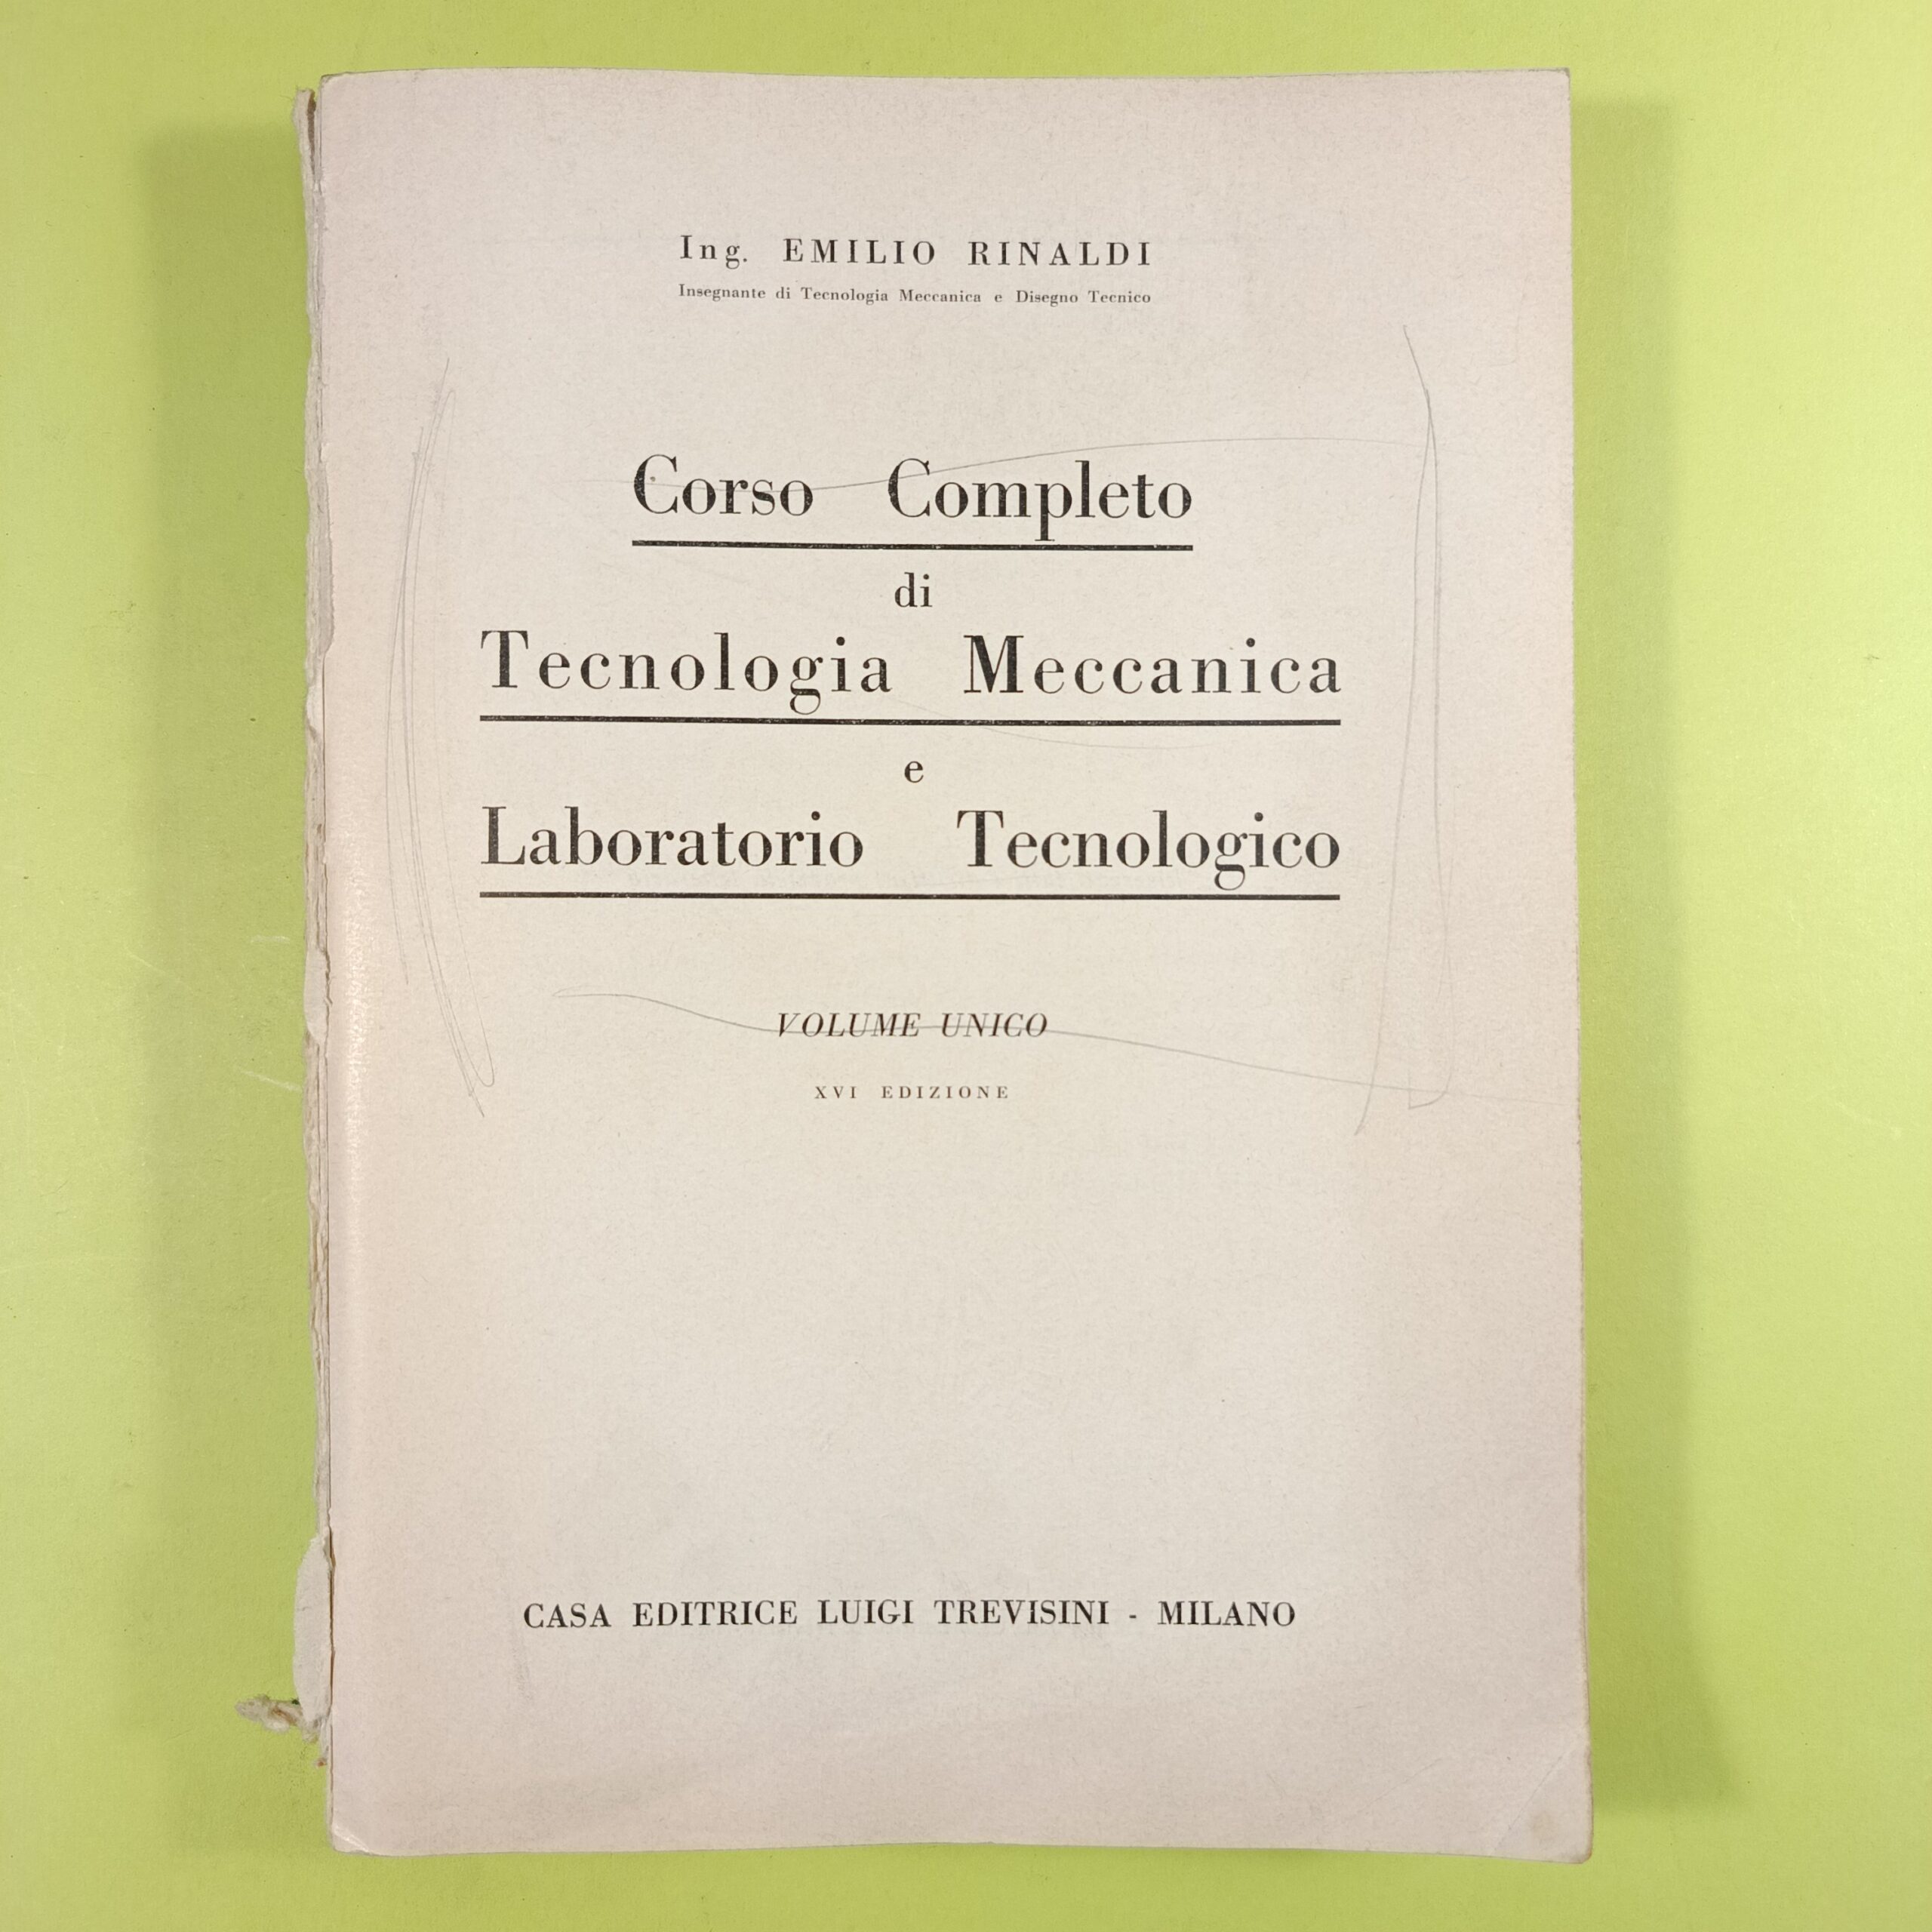 Ing. EMILIO RINALDI
Insegnante di Tecnologia Meccanica e Disegno Tecnico
Corso Completo
di
Tecnologia Meccanica
e
Laboratorio Tecnologico
VOLUME UNICO
XVI EDIZIONE
CASA EDITRICE LUIGI TREVISINI - MILANO